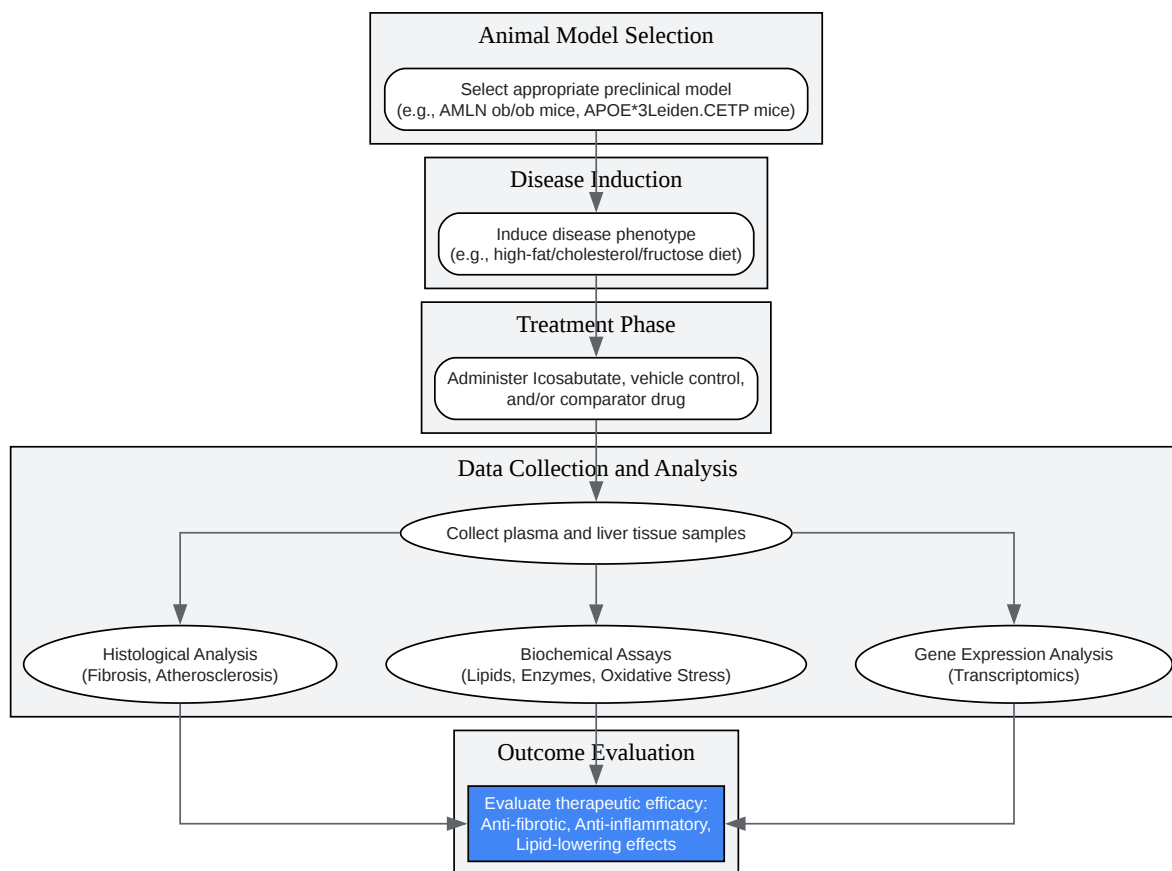 Animal Model Selection
Select appropriate preclinical model
(e.g., AMLN ob/ob mice, APOE*3Leiden.CETP mice)
Disease Induction
Induce disease phenotype
(e.g., high-fat/cholesterol/fructose diet)
Treatment Phase
Administer Icosabutate, vehicle control,
and/or comparator drug
Data Collection and Analysis
Collect plasma and liver tissue samples
Histological Analysis
(Fibrosis, Atherosclerosis)
Biochemical Assays
(Lipids, Enzymes, Oxidative Stress)
Gene Expression Analysis
(Transcriptomics)
Outcome Evaluation
Evaluate therapeutic efficacy:
Anti-fibrotic, Anti-inflammatory,
Lipid-lowering effects